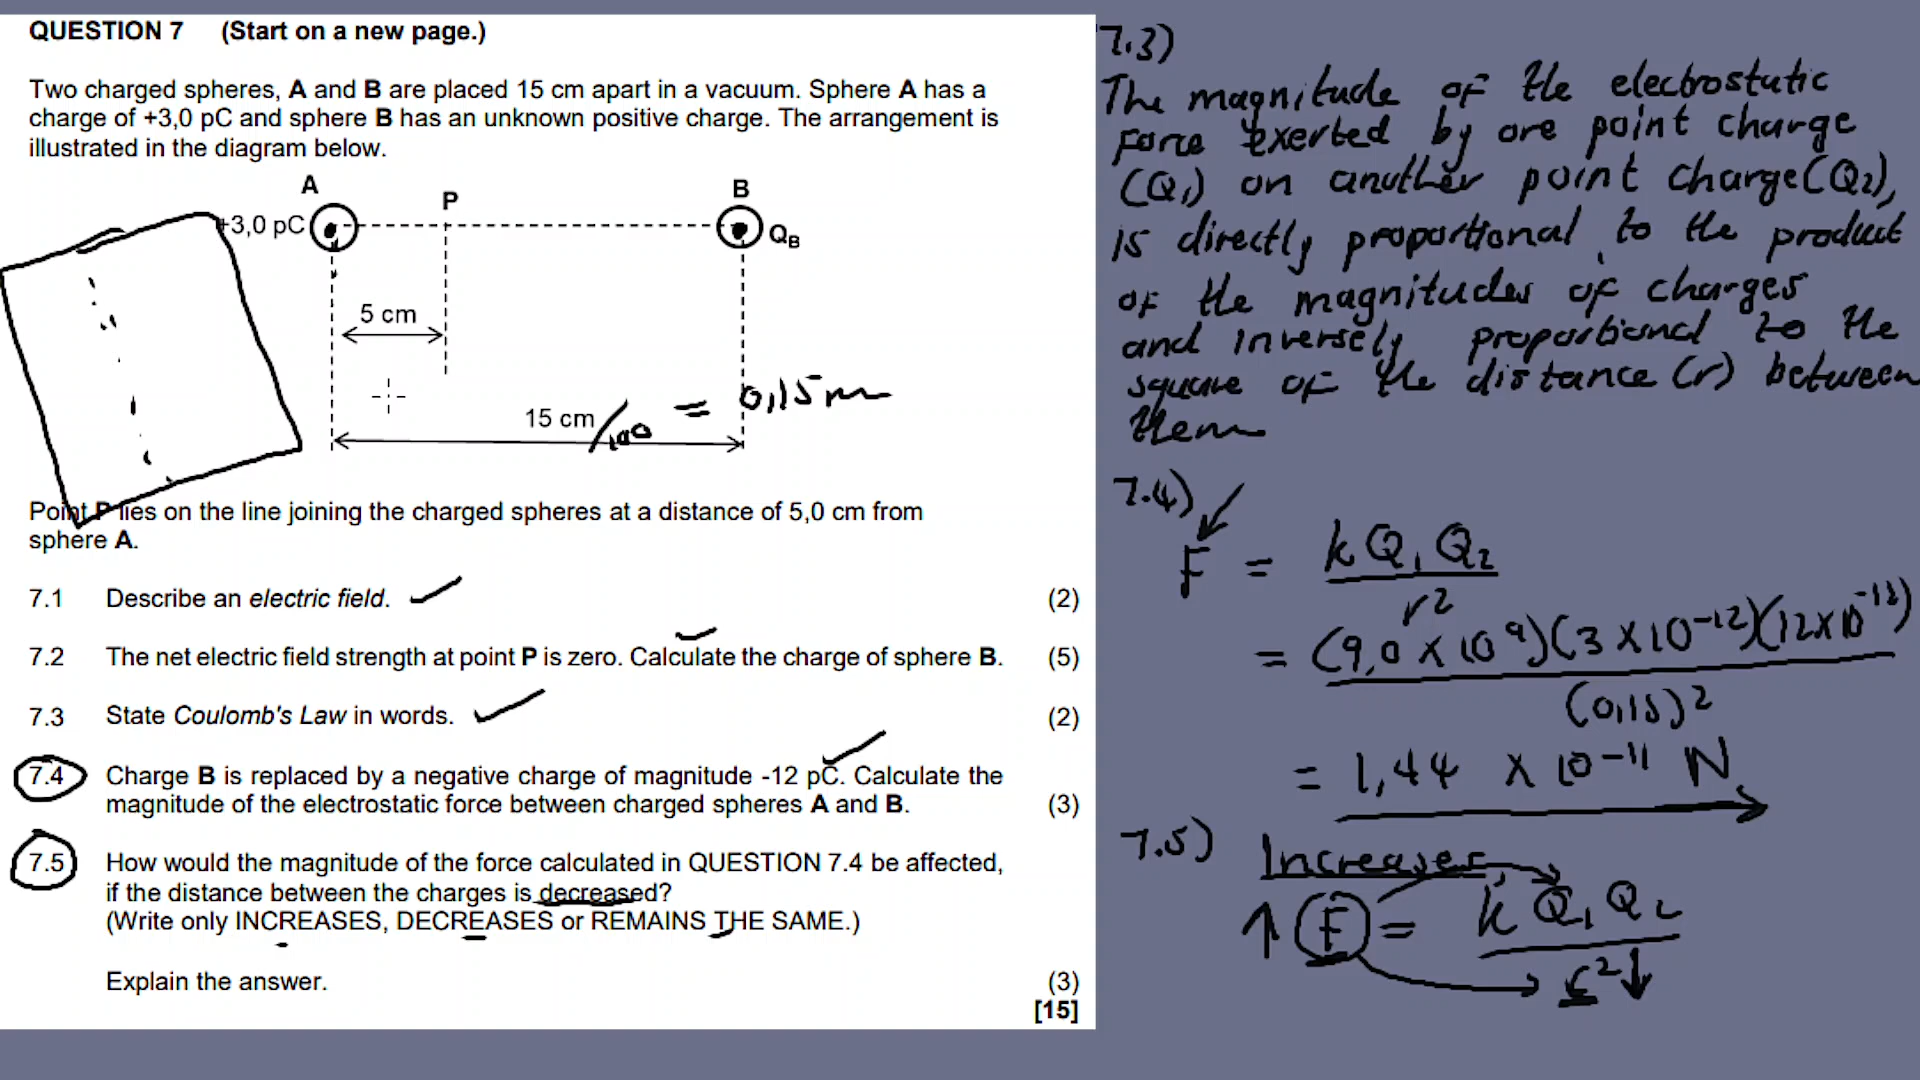 QUESTION 7 (Start on a new page.)
Two charged spheres, A and B are placed 15 cm apart in a vacuum. Sphere A has a
charge of +3,0 pC and sphere B has an unknown positive charge. The arrangement is
illustrated in the diagram below.
A
P
B
+3,0 pC
QB
5 cm
15 cm /100 = 0,15m
Point P lies on the line joining the charged spheres at a distance of 5,0 cm from
sphere A.
7.1 Describe an electric field. (2)
7.2 The net electric field strength at point P is zero. Calculate the charge of sphere B. (5)
7.3 State Coulomb's Law in words. (2)
7.4 Charge B is replaced by a negative charge of magnitude -12 pC. Calculate the
magnitude of the electrostatic force between charged spheres A and B. (3)
7.5 How would the magnitude of the force calculated in QUESTION 7.4 be affected,
if the distance between the charges is decreased?
(Write only INCREASES, DECREASES or REMAINS THE SAME.)
Explain the answer. (3)
[15]
7.3)
The magnitude of the electrostatic
force exerted by one point charge
(Q1) on another point charge(Q2),
is directly proportional to the product
of the magnitudes of charges
and inversely proportional to the
square of the distance (r) between
them
7.4)
F = kQ1Q2
r2
= (9,0 x 10^9)(3 x 10^-12)(12x10^-12)
(0,15)2
= 1,44 x 10^-11 N
7.5) Increases
↑ F = k Q1 Q2
r2↓